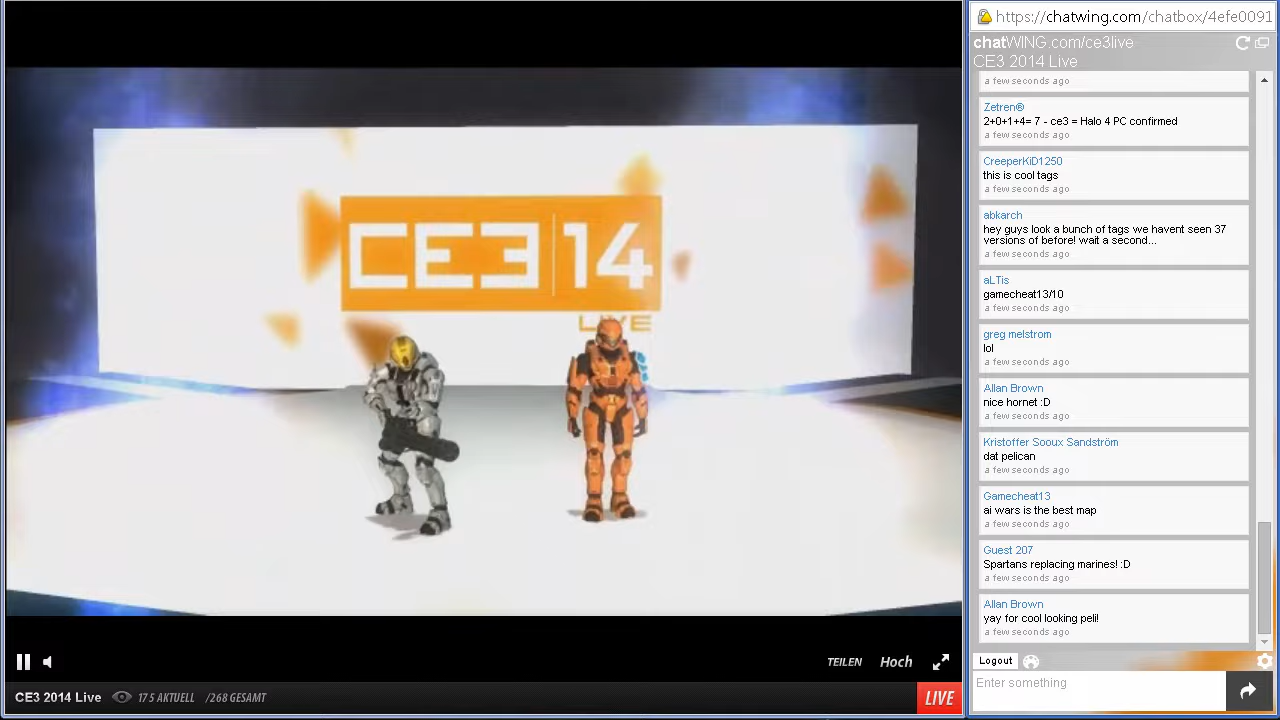 CE3 14
LIVE
TEILEN
Hoch
CE3 2014 Live
175 AKTUELL
/268 GESAMT
LIVE
https://chatwing.com/chatbox/4efe0091
chatWING.com/ce3live
CE3 2014 Live
a few seconds ago
Zetren®
2+0+1+4= 7 - ce3 = Halo 4 PC confirmed
a few seconds ago
CreeperKiD1250
this is cool tags
a few seconds ago
abkarch
hey guys look a bunch of tags we havent seen 37
versions of before! wait a second...
a few seconds ago
aLTis
gamecheat13/10
a few seconds ago
greg melstrom
lol
a few seconds ago
Allan Brown
nice hornet :D
a few seconds ago
Kristoffer Sooux Sandström
dat pelican
a few seconds ago
Gamecheat13
ai wars is the best map
a few seconds ago
Guest 207
Spartans replacing marines! :D
a few seconds ago
Allan Brown
yay for cool looking peli!
a few seconds ago
Logout
Enter something